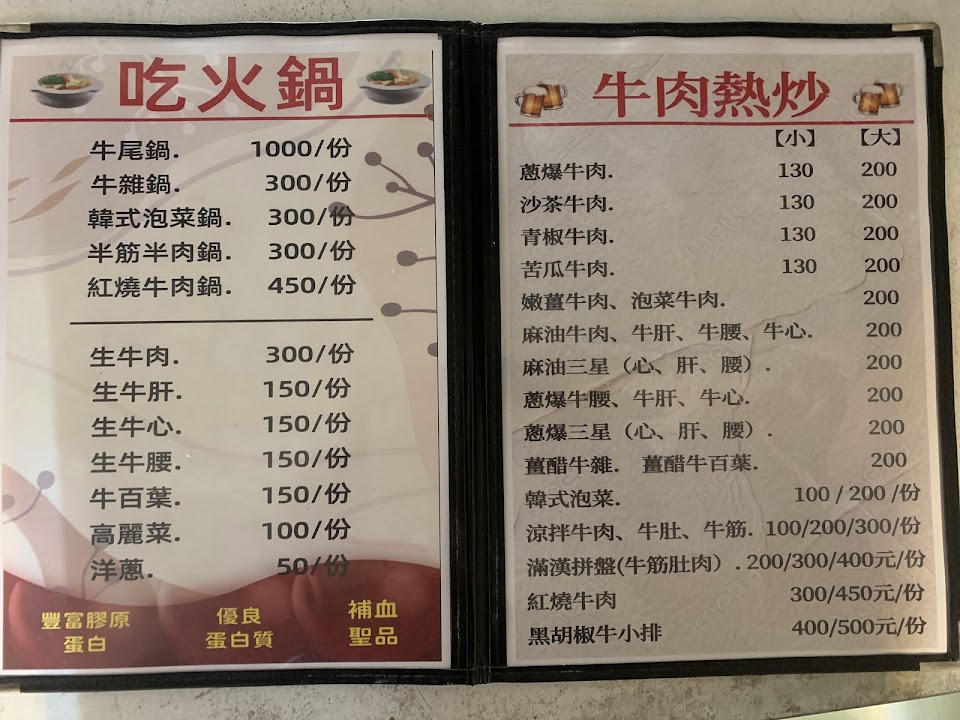 吃火鍋
牛尾鍋. 1000/份
牛雜鍋. 300/份
韓式泡菜鍋. 300/份
半筋半肉鍋. 300/份
紅燒牛肉鍋. 450/份
生牛肉. 300/份
生牛肝. 150/份
生牛心. 150/份
生牛腰. 150/份
牛百葉. 150/份
高麗菜. 100/份
洋蔥. 50/份
豐富膠原 優良 補血
蛋白 蛋白質 聖品
牛肉熱炒
【小】 【大】
蔥爆牛肉. 130 200
沙茶牛肉. 130 200
青椒牛肉. 130 200
苦瓜牛肉. 130 200
嫩薑牛肉、泡菜牛肉. 200
麻油牛肉、牛肝、牛腰、牛心. 200
麻油三星（心、肝、腰）. 200
蔥爆牛腰、牛肝、牛心. 200
蔥爆三星（心、肝、腰）. 200
薑醋牛雜. 薑醋牛百葉. 200
韓式泡菜. 100 / 200 /份
涼拌牛肉、牛肚、牛筋. 100/200/300/份
滿漢拼盤(牛筋肚肉）. 200/300/400元/份
紅燒牛肉 300/450元/份
黑胡椒牛小排 400/500元/份